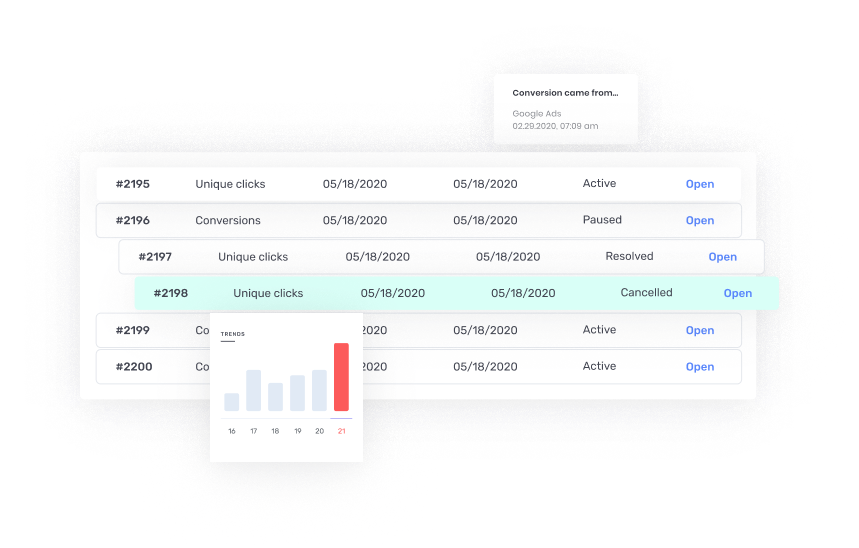 Conversion came from...
Google Ads
02.29.2020, 07:09 am
#2195 Unique clicks 05/18/2020 05/18/2020 Active Open
#2196 Conversions 05/18/2020 05/18/2020 Paused Open
#2197 Unique clicks 05/18/2020 05/18/2020 Resolved Open
#2198 Unique clicks 05/18/2020 05/18/2020 Cancelled Open
#2199 Co 2020 05/18/2020 Active Open
#2200 Co 2020 05/18/2020 Active Open
TRENDS
16 17 18 19 20 21